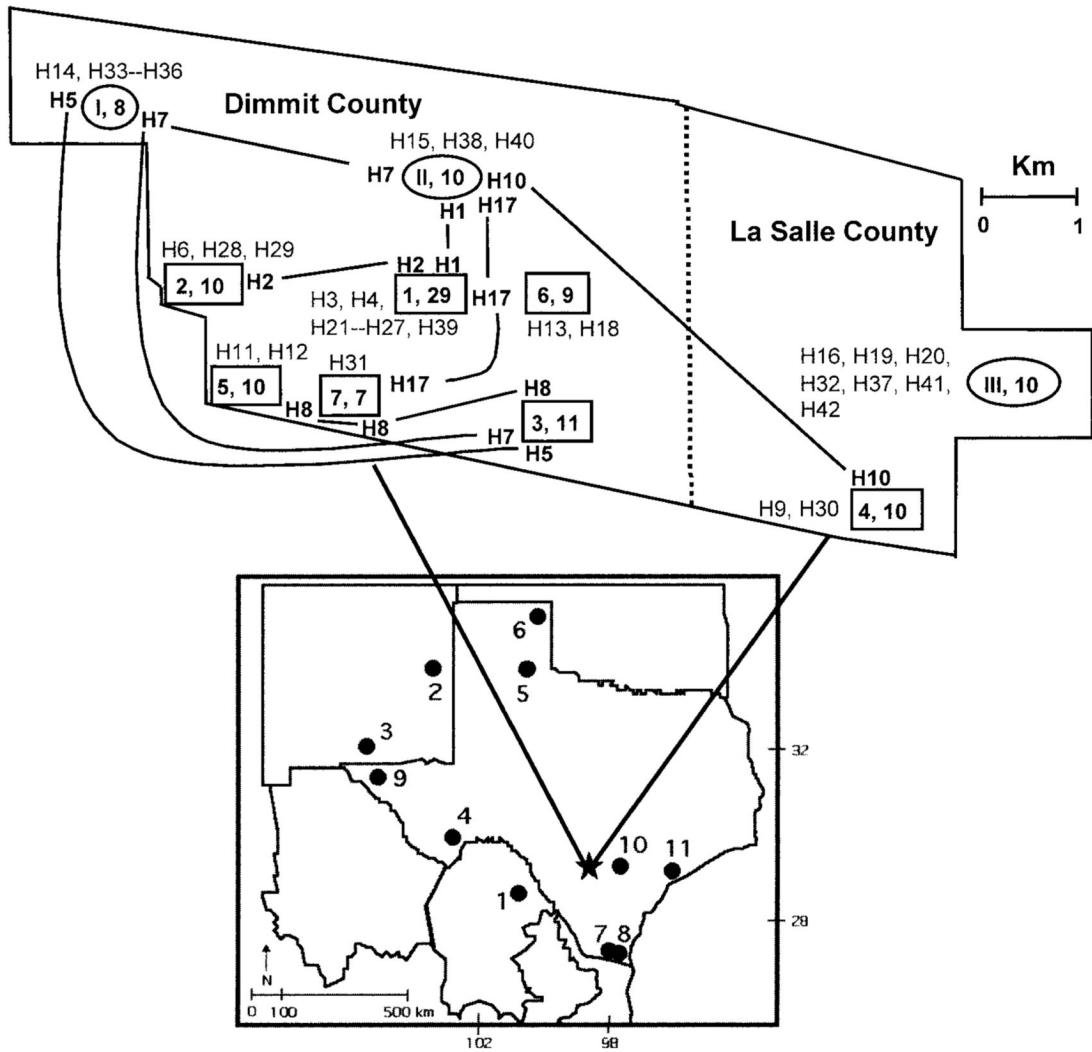 H14, H33--H36
H5 I, 8 H7
Dimmit County
H15, H38, H40
H7 II, 10 H10
H1 H17
Km
0 1
La Salle County
H6, H28, H29
2, 10 H2
H2 H1
1, 29 H17
6, 9
H3, H4,
H21--H27, H39
H13, H18
H11, H12
5, 10
H31
7, 7 H17
H8
H8
H8
3, 11
H7
H5
H16, H19, H20,
H32, H37, H41,
H42
III, 10
H10
H9, H30 4, 10
6
2
5
3
9
32
4
10
11
1
28
7 8
N
0 100 500 km
102 98